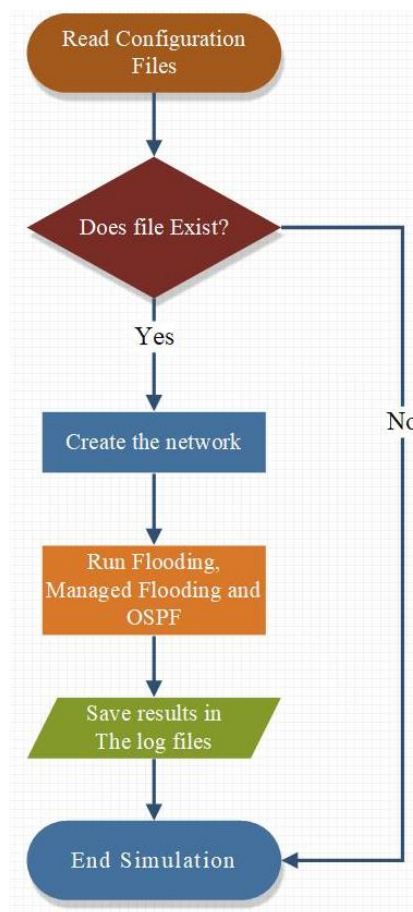 Read Configuration
Files
Does file Exist?
Yes
No
Create the network
Run Flooding,
Managed Flooding and
OSPF
Save results in
The log files
End Simulation